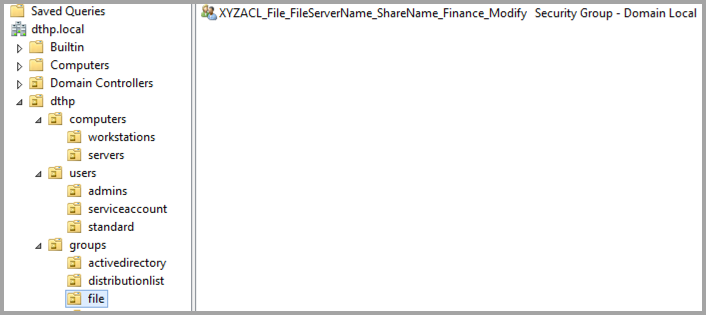 Saved Queries
dthp.local
Builtin
Computers
Domain Controllers
dthp
computers
workstations
servers
users
admins
serviceaccount
standard
groups
activedirectory
distributionlist
file
XYZACL_File_FileServerName_ShareName_Finance_Modify Security Group - Domain Local